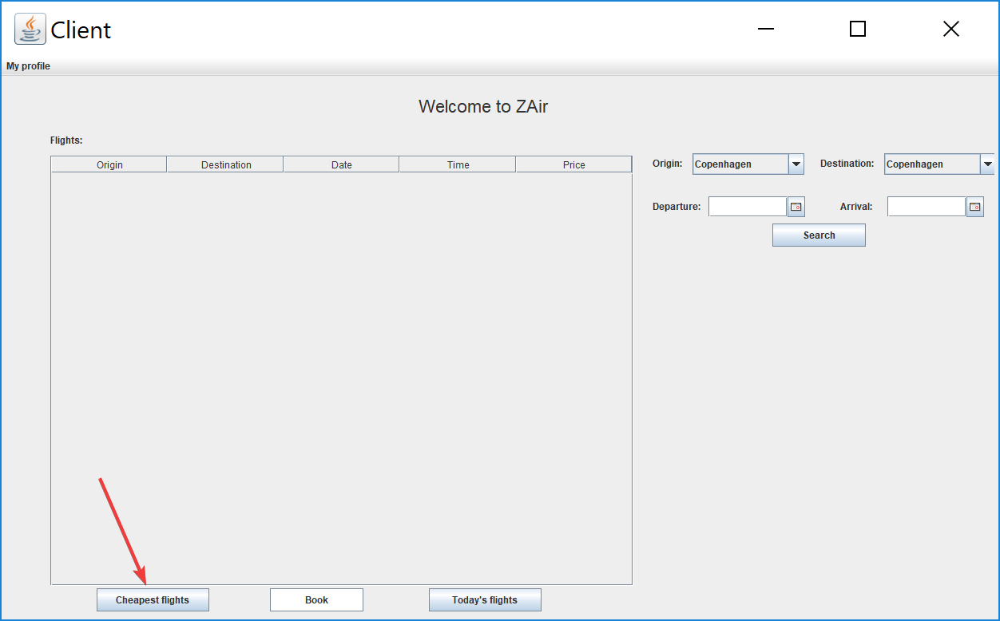 Client
My profile
Welcome to ZAir
Flights:
Origin Destination Date Time Price
Origin: Copenhagen Destination: Copenhagen
Departure: Arrival:
Search
Cheapest flights Book Today's flights